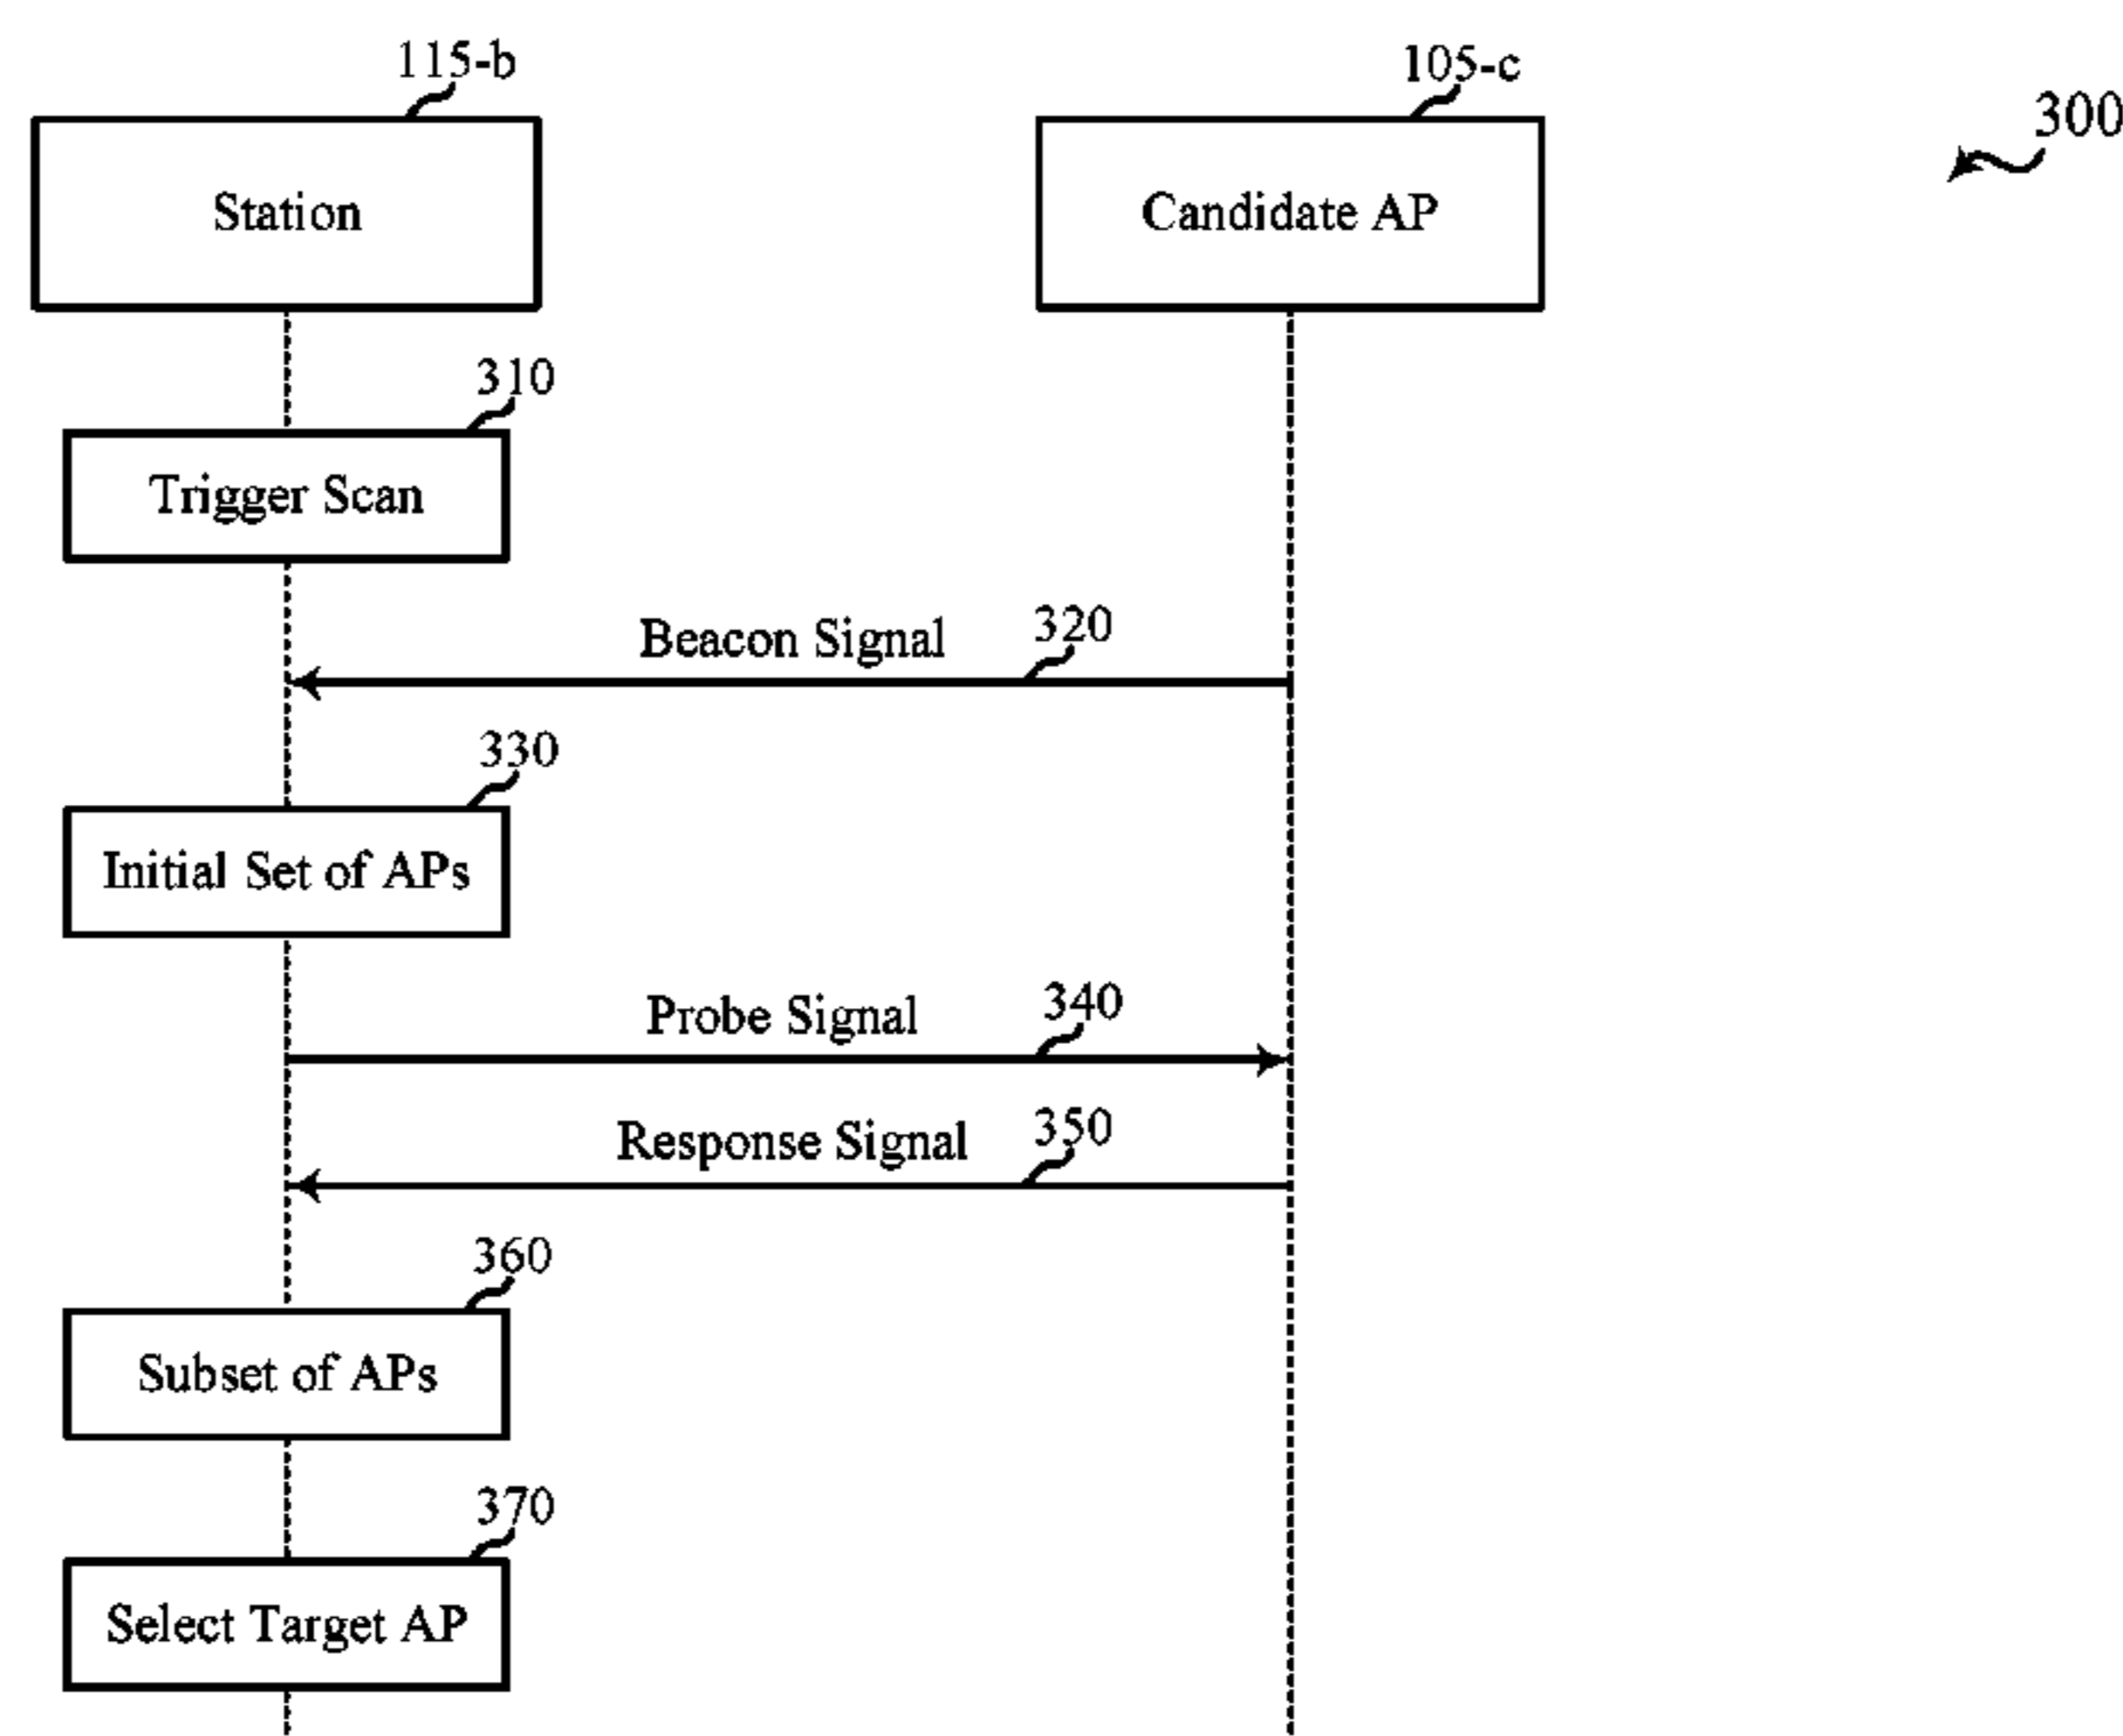 115-b
105-c
300
Station
Candidate AP
310
Trigger Scan
320
Beacon Signal
330
Initial Set of APs
340
Probe Signal
350
Response Signal
360
Subset of APs
370
Select Target AP